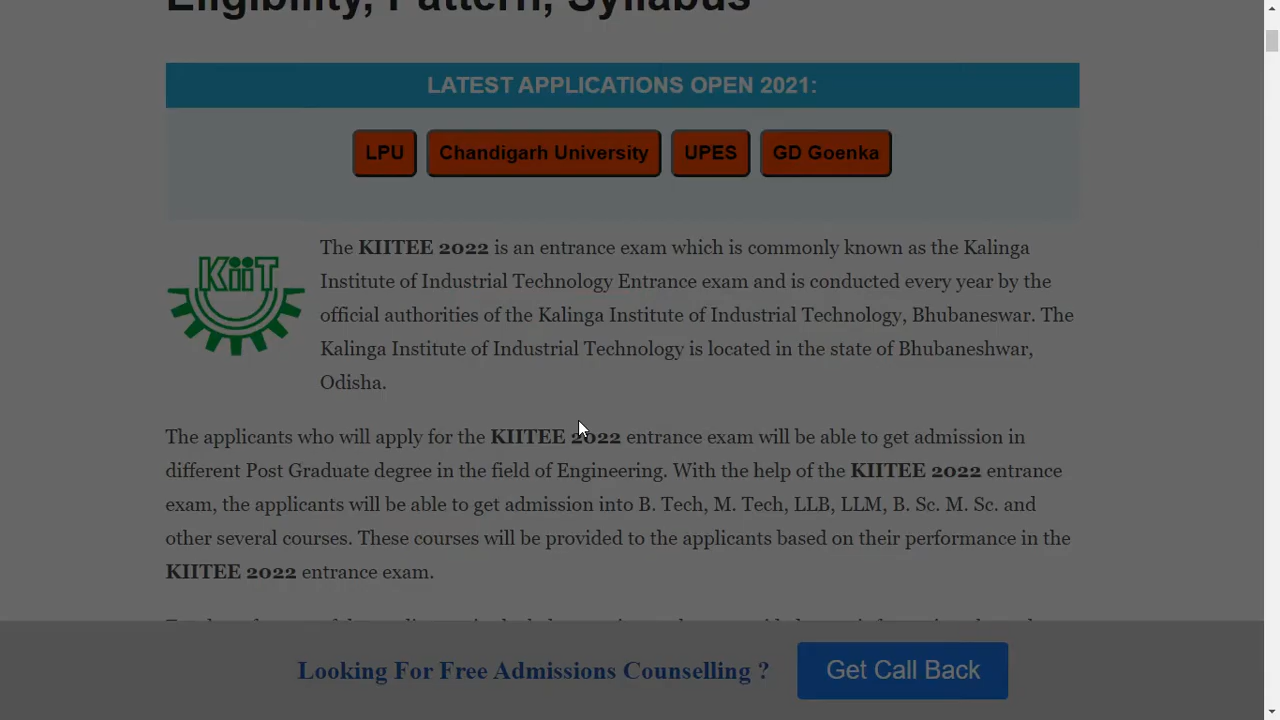 Eligibility, Pattern, Syllabus
LATEST APPLICATIONS OPEN 2021:
LPU
Chandigarh University
UPES
GD Goenka
KiiT
The KIITEE 2022 is an entrance exam which is commonly known as the Kalinga
Institute of Industrial Technology Entrance exam and is conducted every year by the
official authorities of the Kalinga Institute of Industrial Technology, Bhubaneswar. The
Kalinga Institute of Industrial Technology is located in the state of Bhubaneshwar,
Odisha.
The applicants who will apply for the KIITEE 2022 entrance exam will be able to get admission in
different Post Graduate degree in the field of Engineering. With the help of the KIITEE 2022 entrance
exam, the applicants will be able to get admission into B. Tech, M. Tech, LLB, LLM, B. Sc. M. Sc. and
other several courses. These courses will be provided to the applicants based on their performance in the
KIITEE 2022 entrance exam.
Looking For Free Admissions Counselling ?
Get Call Back